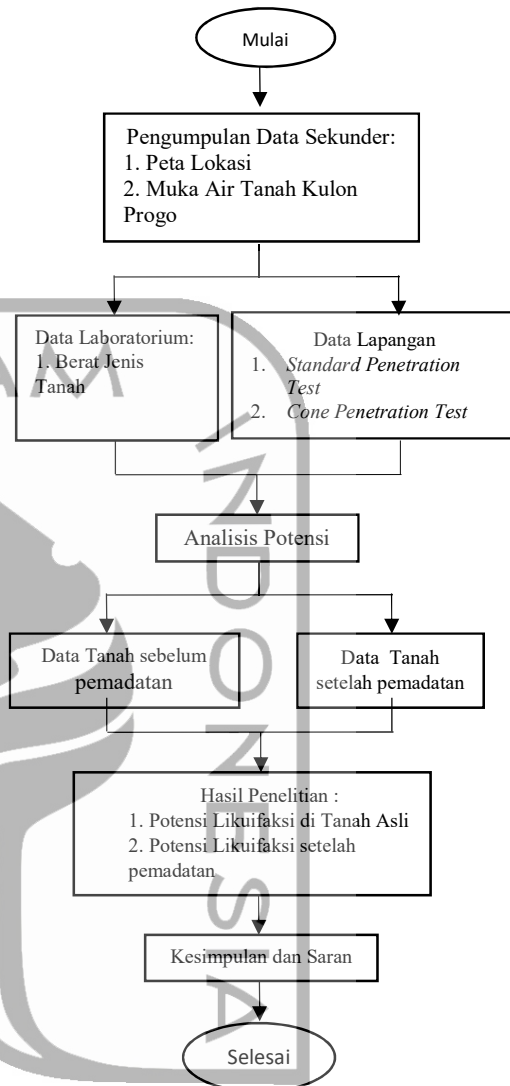 Mulai
Pengumpulan Data Sekunder:
1. Peta Lokasi
2. Muka Air Tanah Kulon
Progo
Data Laboratorium:
1. Berat Jenis
Tanah
Data Lapangan
1. Standard Penetration
Test
2. Cone Penetration Test
Analisis Potensi
Data Tanah sebelum
pemadatan
Data Tanah
setelah pemadatan
Hasil Penelitian :
1. Potensi Likuifaksi di Tanah Asli
2. Potensi Likuifaksi setelah
pemadatan
Kesimpulan dan Saran
Selesai
INDONESIA